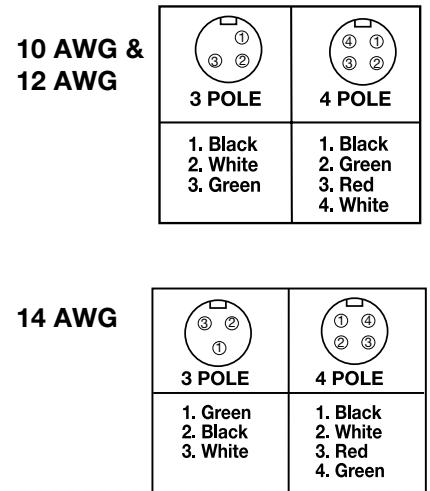 10 AWG &
12 AWG
①
③ ②
3 POLE
④ ①
③ ②
4 POLE
1. Black
2. White
3. Green
1. Black
2. Green
3. Red
4. White
14 AWG
③ ②
①
3 POLE
① ④
② ③
4 POLE
1. Green
2. Black
3. White
1. Black
2. White
3. Red
4. Green